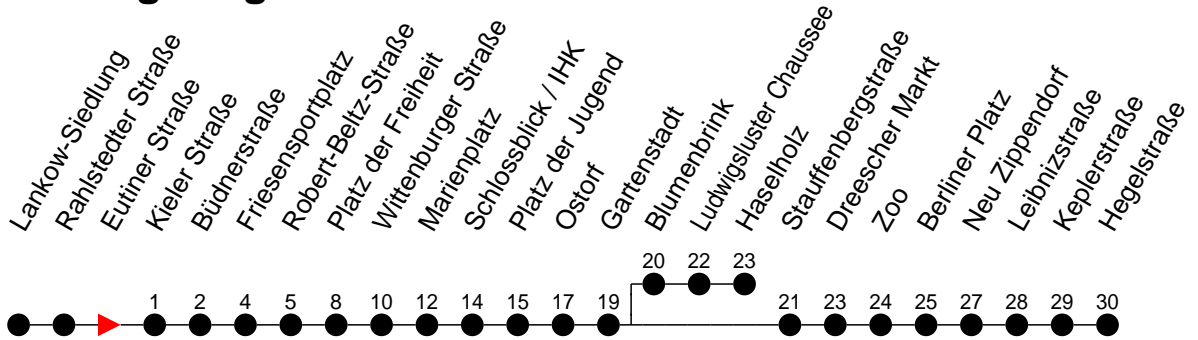 Lankow-Siedlung
Rahlstedter Straße
Eutiner Straße
Kieler Straße
Büdnerstraße
Friesensportplatz
Robert-Beltz-Straße
Platz der Freiheit
Wittenburger Straße
Marienplatz
Schlossblick / IHK
Platz der Jugend
Ostorf
Gartenstadt
Blumenbrink
Ludwigsluster Chaussee
Haselholz
Stauffenbergstraße
Dreescher Markt
Zoo
Berliner Platz
Neu Zippendorf
Leibnizstraße
Keplerstraße
Hegelstraße
20 22 23
1 2 4 5 8 10 12 14 15 17 19 21 23 24 25 27 28 29 30